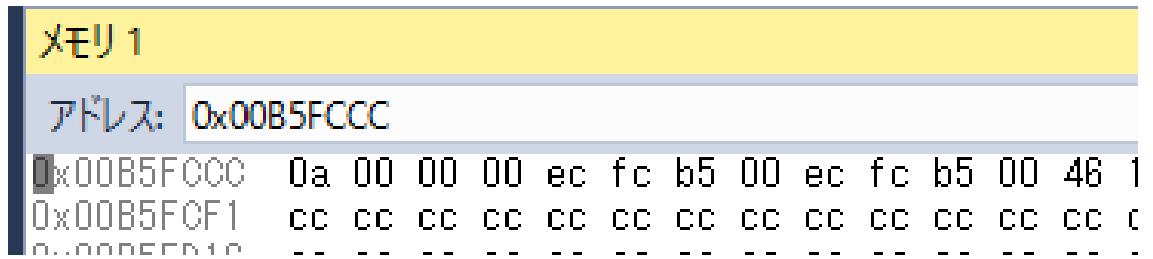 メモリ 1
アドレス: 0x00B5FCCC
0x00B5FCCC 0a 00 00 00 ec fc b5 00 ec fc b5 00 46
0x00B5FCF1 cc cc cc cc cc cc cc cc cc cc cc cc cc